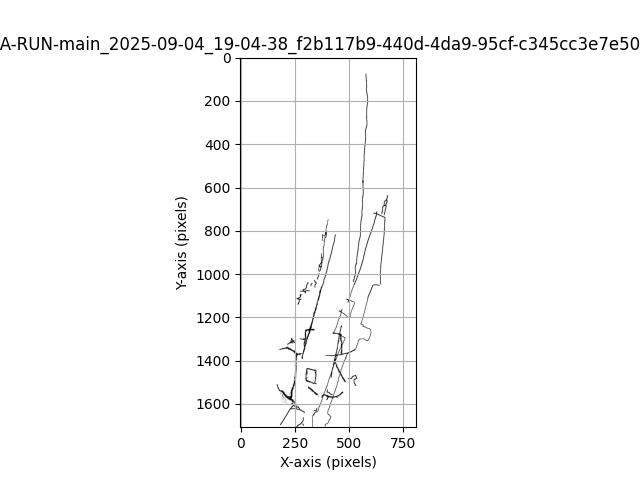 A-RUN-main_2025-09-04_19-04-38_f2b117b9-440d-4da9-95cf-c345cc3e7e50
0
200
400
600
800
1000
1200
1400
1600
Y-axis (pixels)
0 250 500 750
X-axis (pixels)